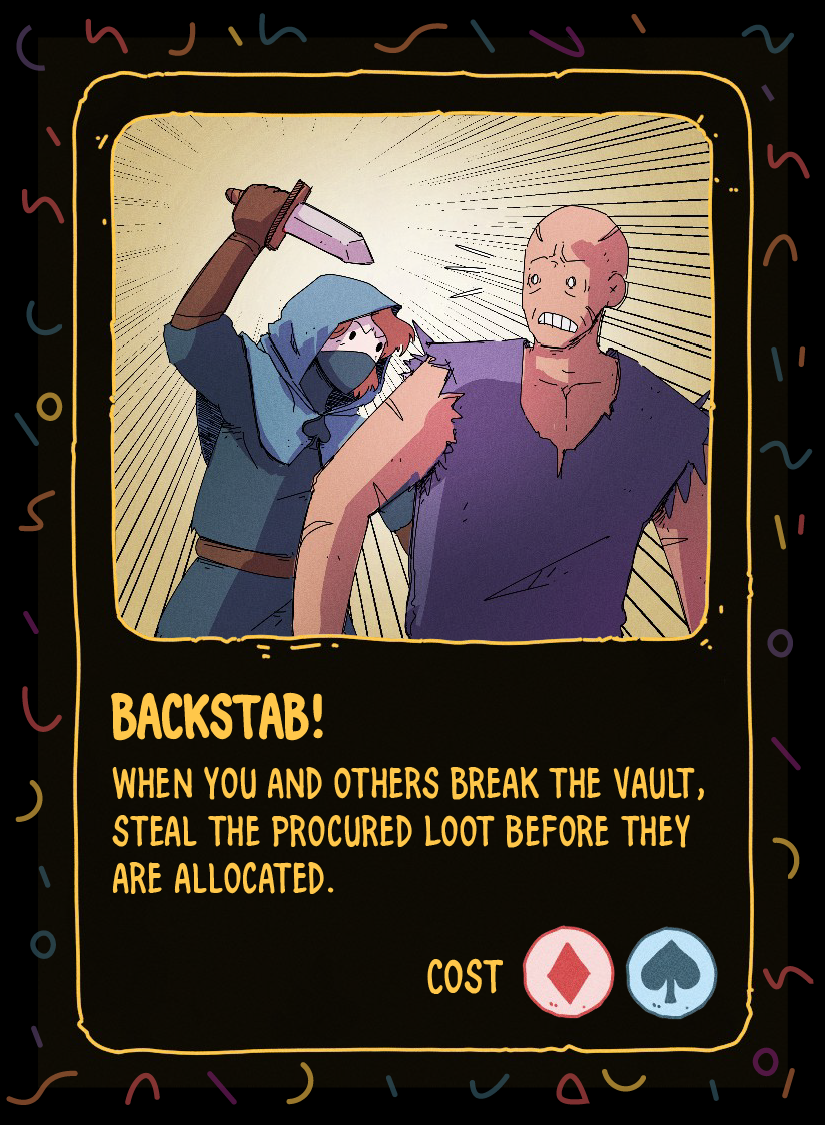 BACKSTAB!
WHEN YOU AND OTHERS BREAK THE VAULT,
STEAL THE PROCURED LOOT BEFORE THEY
ARE ALLOCATED.
COST